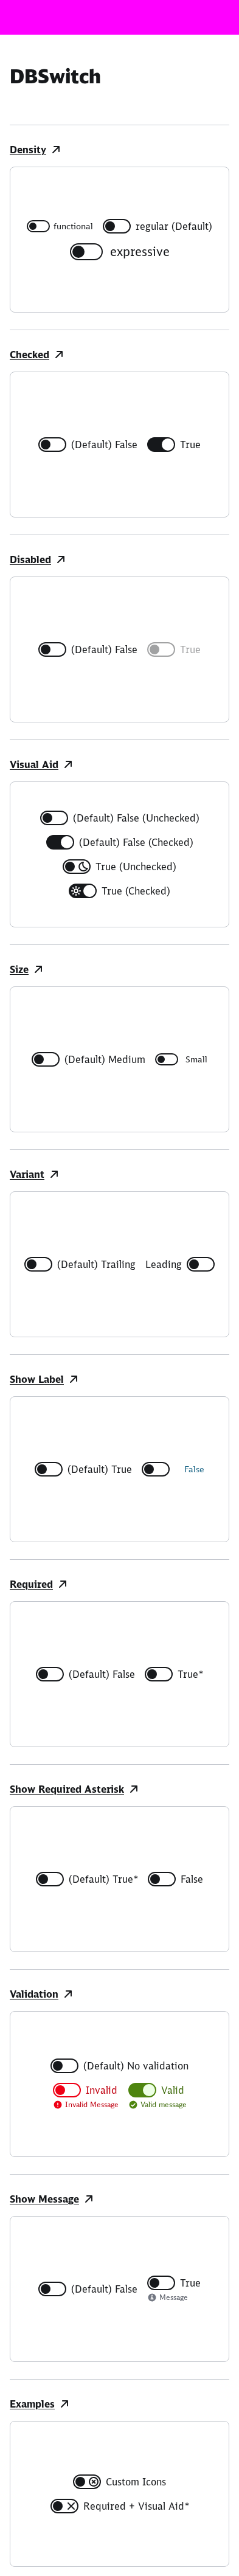 DBSwitch
Density
functional regular (Default)
expressive
Checked
(Default) False True
Disabled
(Default) False True
Visual Aid
(Default) False (Unchecked)
(Default) False (Checked)
True (Unchecked)
True (Checked)
Size
(Default) Medium Small
Variant
(Default) Trailing Leading
Show Label
(Default) True False
Required
(Default) False True*
Show Required Asterisk
(Default) True* False
Validation
(Default) No validation
Invalid Valid
Invalid Message Valid message
Show Message
(Default) False True
Message
Examples
Custom Icons
Required + Visual Aid*